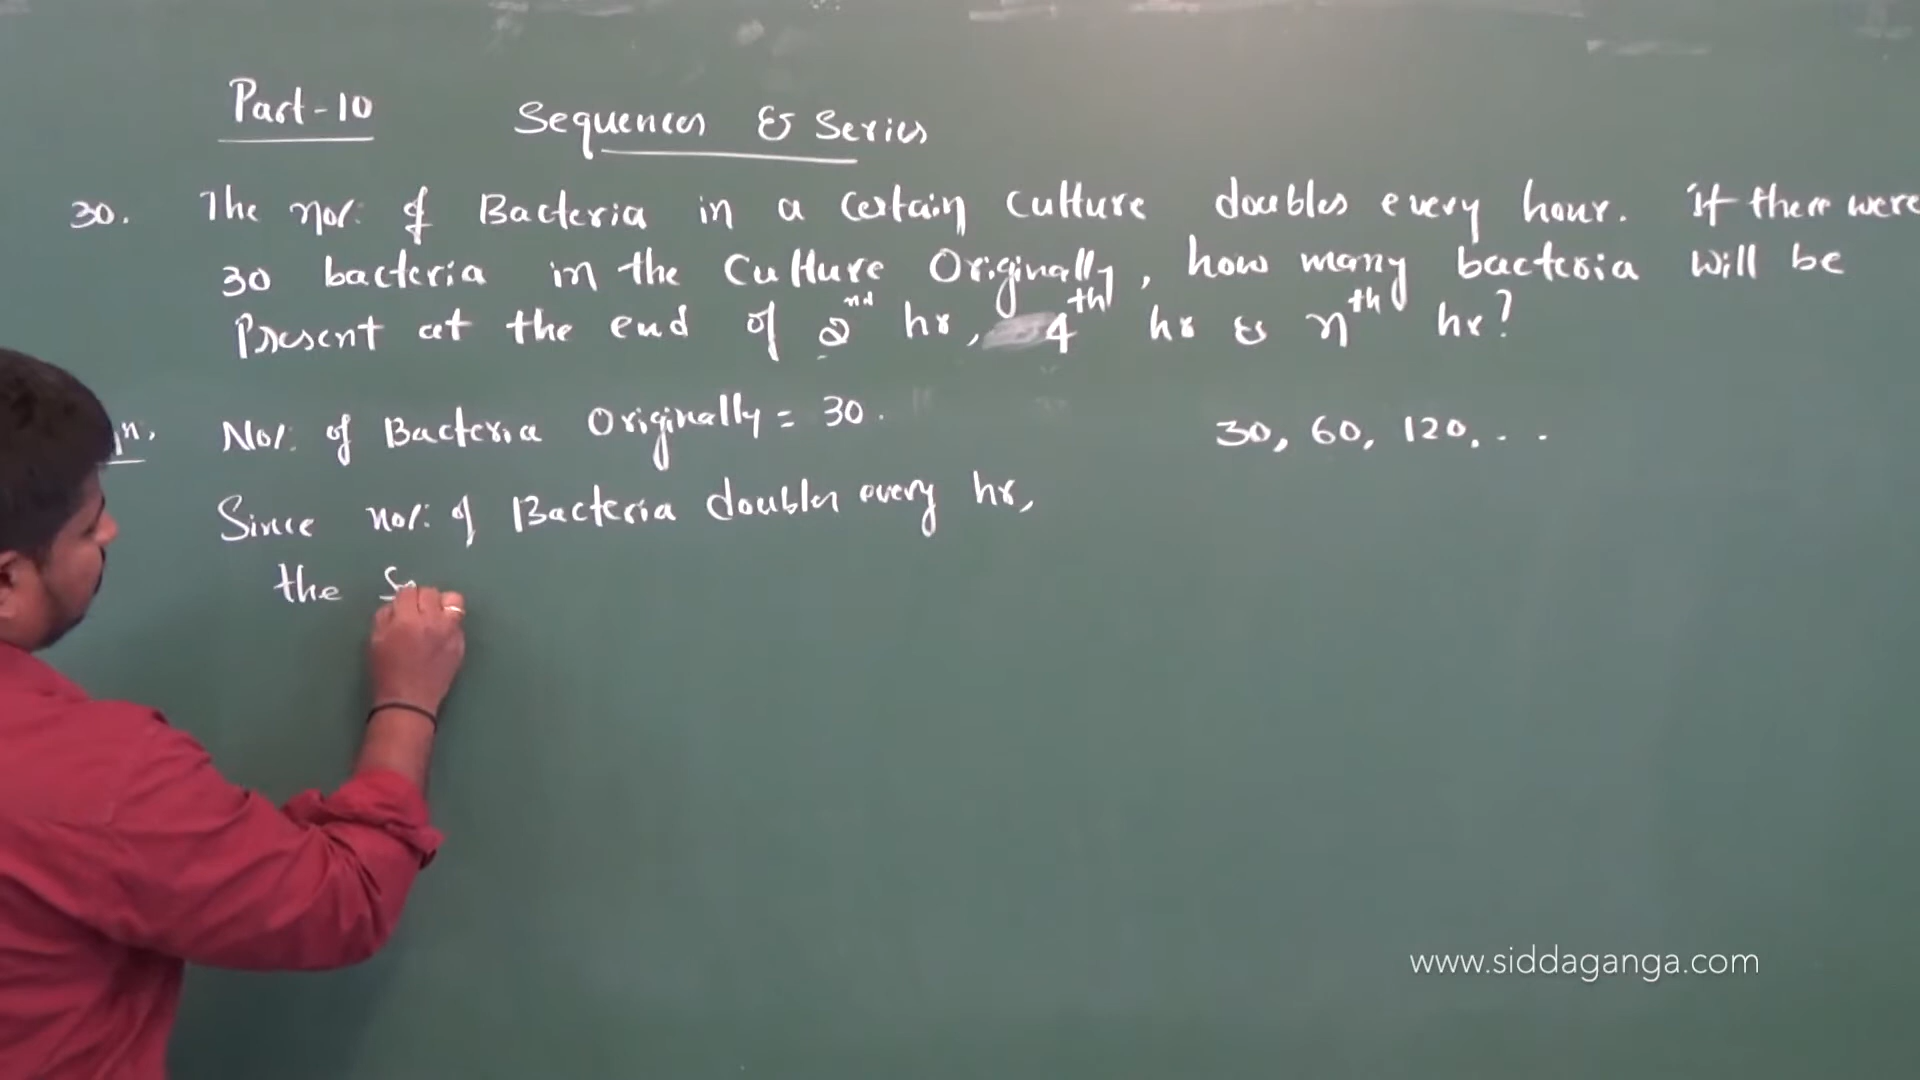 Part-10 Sequences & Series
30. The no/. of Bacteria in a certain culture doubles every hour. If there were
30 bacteria in the culture Originally, how many bacteria will be
Present at the end of 2nd hr, 4th hr & nth hr?
No/. of Bacteria Originally = 30. 30, 60, 120, . .
Since no/. of Bacteria doubles every hr,
the
www.siddaganga.com